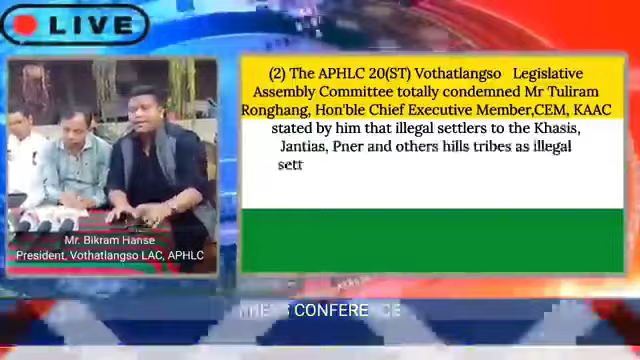 LIVE
(2) The APHLC 20(ST) Vothatlangso Legislative
Assembly Committee totally condemned Mr Tuliram
Ronghang, Hon'ble Chief Executive Member,CEM, KAAC
stated by him that illegal settlers to the Khasis,
Jantias, Pner and others hills tribes as illegal
sett
Mr. Bikram Hanse
President, Vothatlangso LAC, APHLC
PRESS CONFERENCE